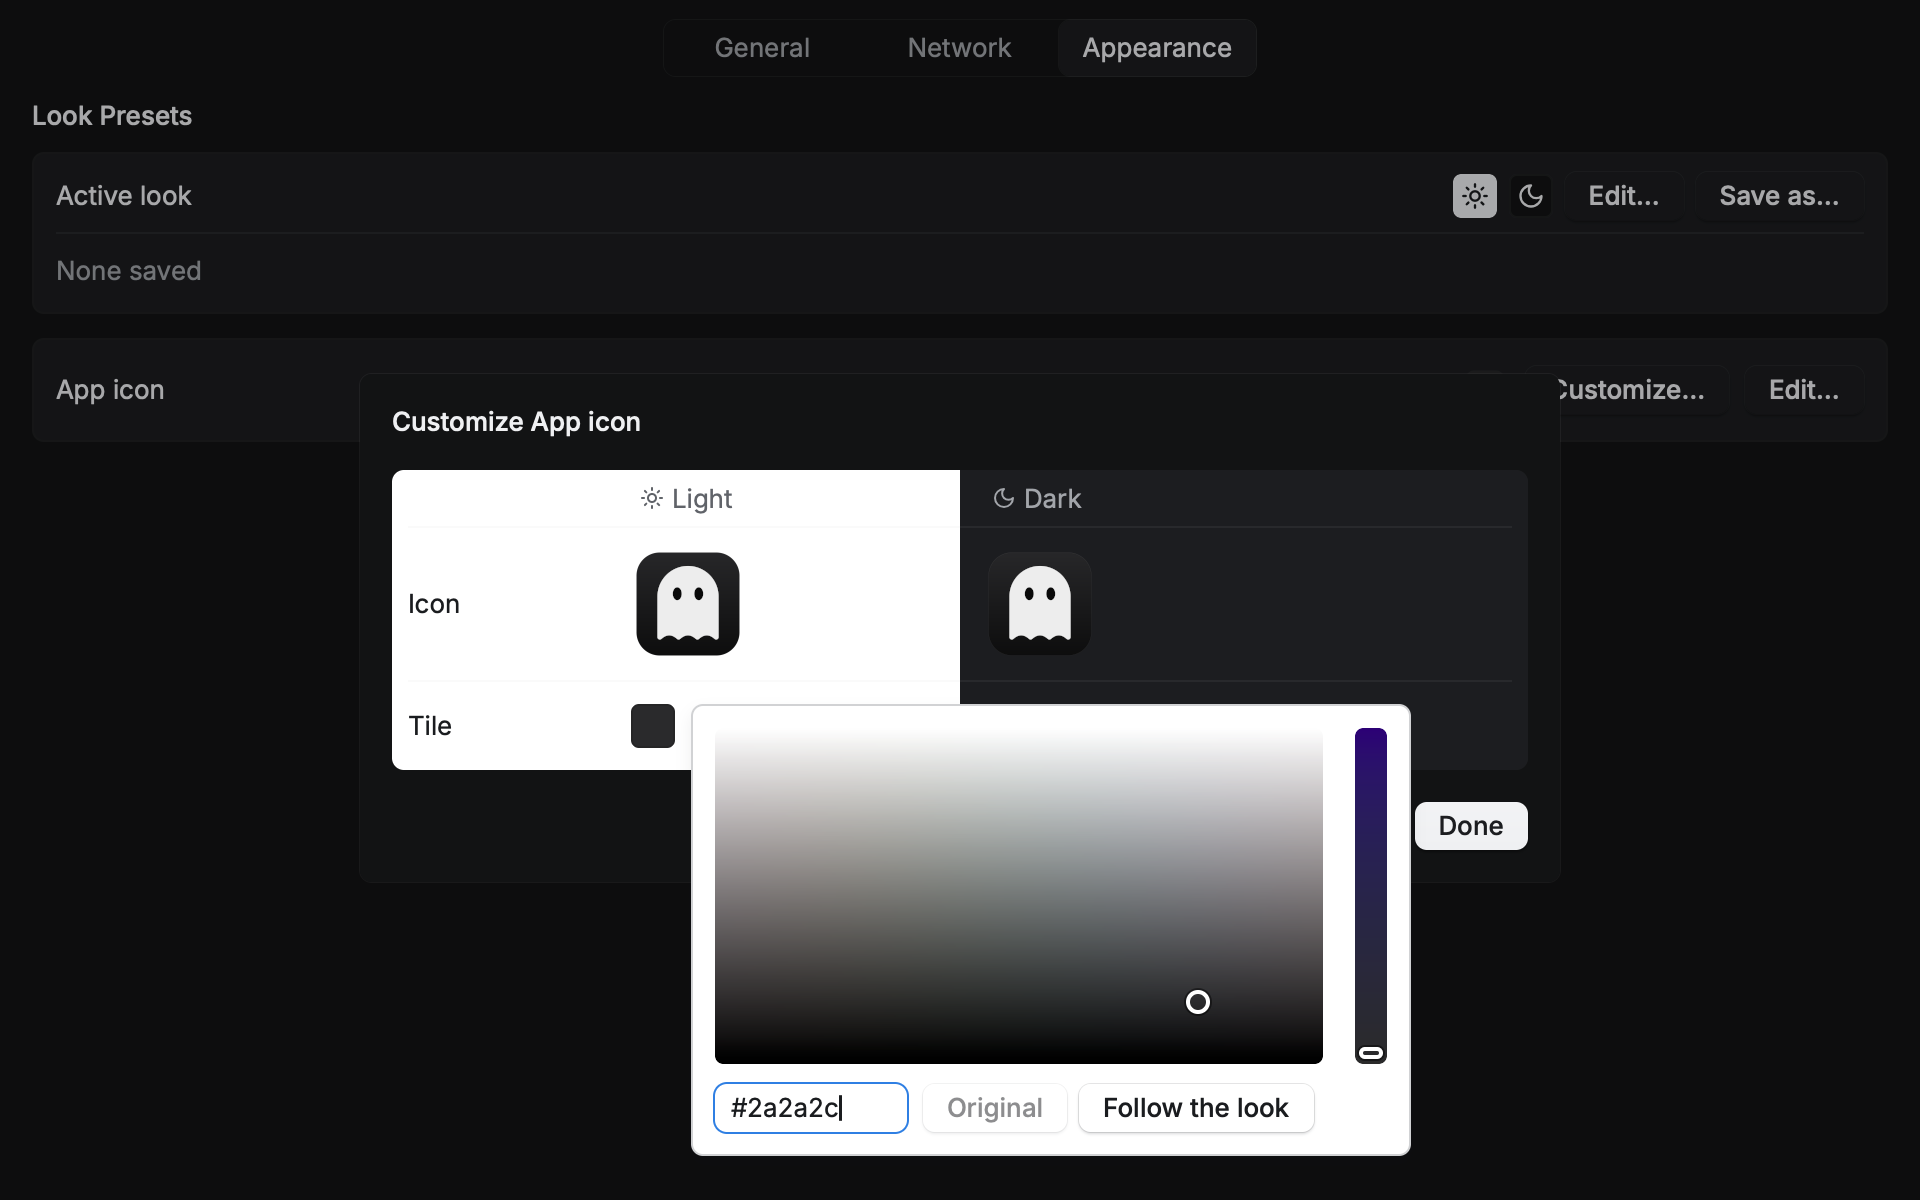 General Network Appearance
Look Presets
Active look Edit... Save as...
None saved
App icon Customize... Edit...
Customize App icon
Light Dark
Icon
Tile
Done
#2a2a2c Original Follow the look